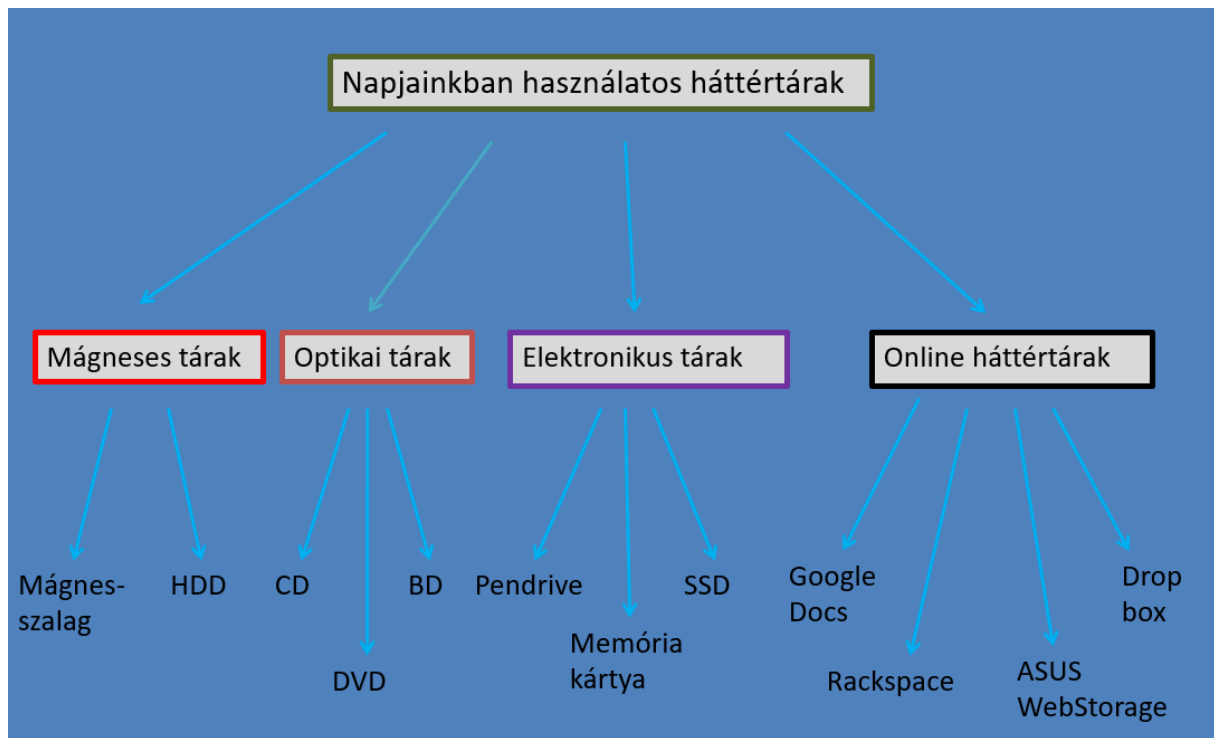 Napjainkban használatos háttértárak
Mágneses tárak
Optikai tárak
Elektronikus tárak
Online háttértárak
Mágnes-
szalag
HDD
CD
DVD
BD
Pendrive
Memória
kártya
SSD
Google
Docs
Rackspace
ASUS
WebStorage
Drop
box